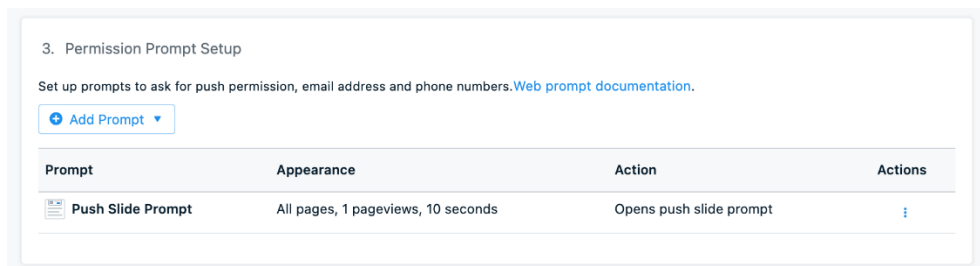 3. Permission Prompt Setup
Set up prompts to ask for push permission, email address and phone numbers.Web prompt documentation.
Add Prompt
Prompt Appearance Action Actions
Push Slide Prompt All pages, 1 pageviews, 10 seconds Opens push slide prompt